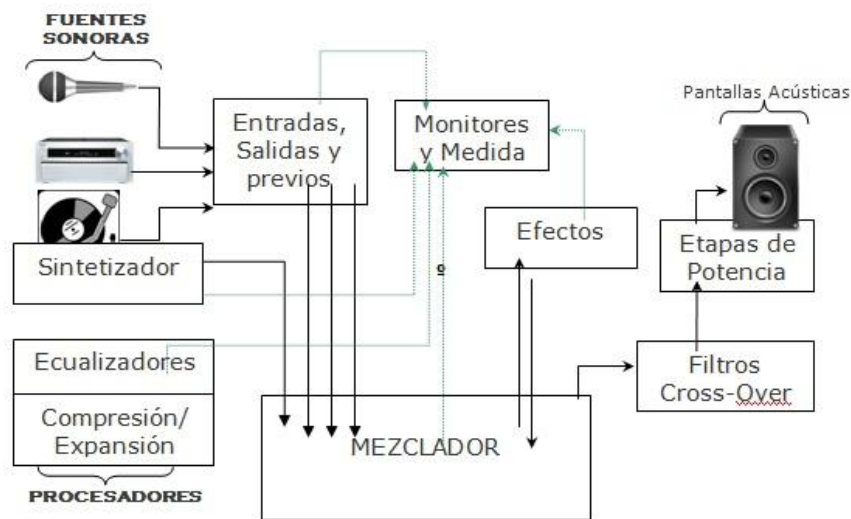 FUENTES
SONORAS
Entradas,
Salidas y
previos
Monitores
y Medida
Pantallas Acústicas
Efectos
Etapas de
Potencia
Sintetizador
º
Ecualizadores
Compresión/
Expansión
PROCESADORES
MEZCLADOR
Filtros
Cross-Over